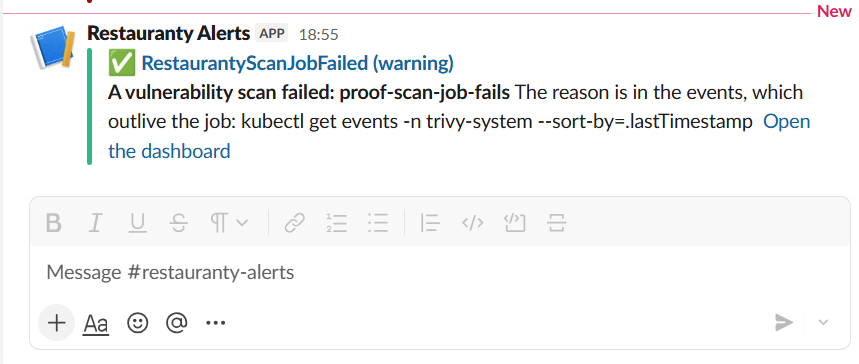 New
Restauranty Alerts APP 18:55
✅ RestaurantyScanJobFailed (warning)
A vulnerability scan failed: proof-scan-job-fails The reason is in the events, which
outlive the job: kubectl get events -n trivy-system --sort-by=.lastTimestamp Open
the dashboard
B I U S ¶
Message #restauranty-alerts
+ Aa @